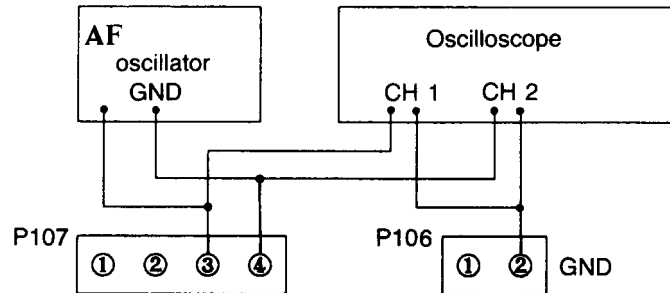 AF
oscillator
GND
Oscilloscope
CH 1 CH 2
P107
① ② ③ ④
P106
① ② GND